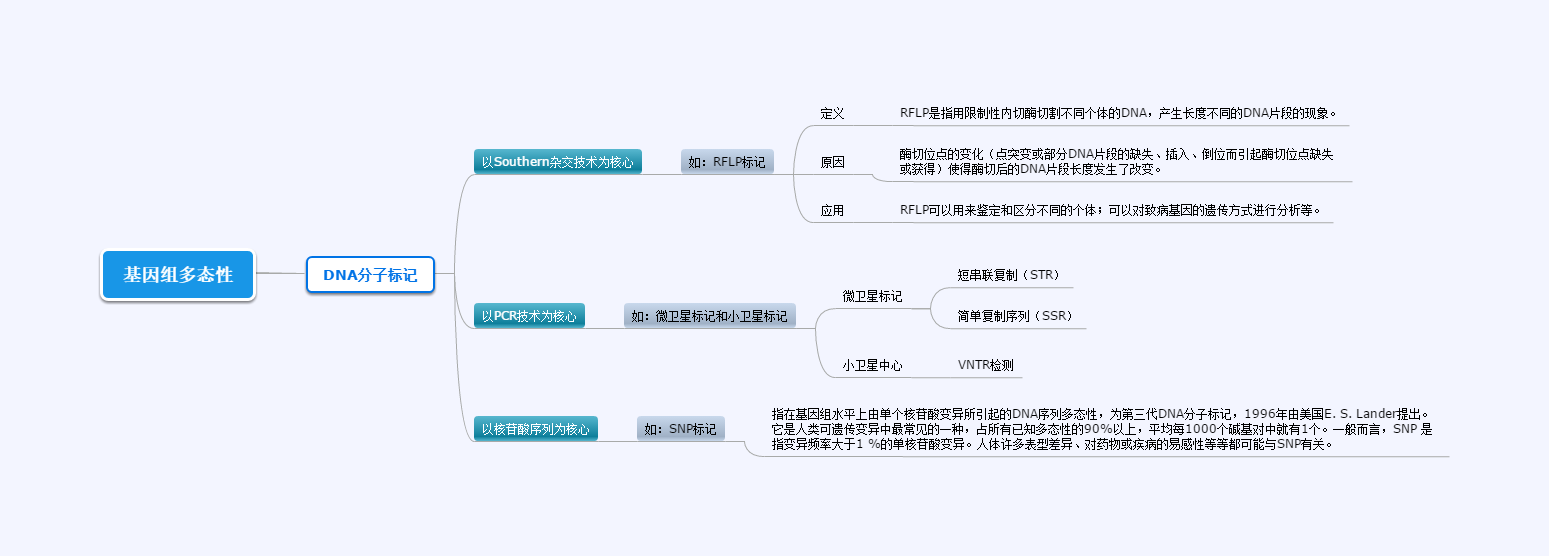 基因组多态性
DNA分子标记
以Southern杂交技术为核心
如：RFLP标记
定义
RFLP是指用限制性内切酶切割不同个体的DNA，产生长度不同的DNA片段的现象。
原因
酶切位点的变化（点突变或部分DNA片段的缺失、插入、倒位而引起酶切位点缺失
或获得）使得酶切后的DNA片段长度发生了改变。
应用
RFLP可以用来鉴定和区分不同的个体；可以对致病基因的遗传方式进行分析等。
以PCR技术为核心
如：微卫星标记和小卫星标记
微卫星标记
短串联复制（STR）
简单复制序列（SSR）
小卫星中心
VNTR检测
以核苷酸序列为核心
如：SNP标记
指在基因组水平上由单个核苷酸变异所引起的DNA序列多态性，为第三代DNA分子标记，1996年由美国E. S. Lander提出。
它是人类可遗传变异中最常见的一种，占所有已知多态性的90%以上，平均每1000个碱基对中就有1个。一般而言，SNP 是
指变异频率大于1 %的单核苷酸变异。人体许多表型差异、对药物或疾病的易感性等等都可能与SNP有关。